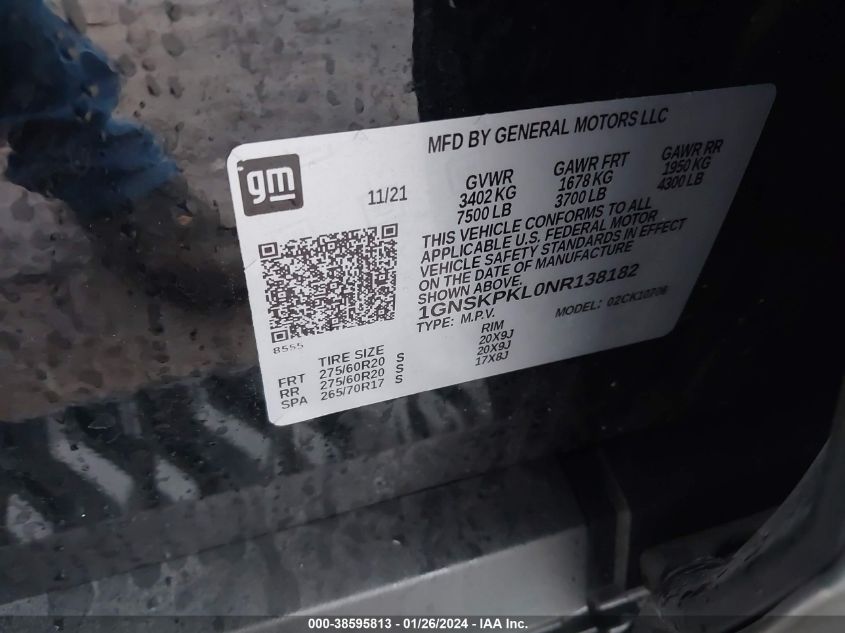 MFD BY GENERAL MOTORS LLC
gm
11/21
GVWR GAWR FRT GAWR RR
3402 KG 1678 KG 1950 KG
7500 LB 3700 LB 4300 LB
THIS VEHICLE CONFORMS TO ALL
APPLICABLE U.S. FEDERAL MOTOR
VEHICLE SAFETY STANDARDS IN EFFECT
ON THE DATE OF MANUFACTURE
SHOWN ABOVE.
1GNSKPKL0NR138182
TYPE: M.P.V. MODEL: 02CK10706
8555
TIRE SIZE RIM
FRT 275/60R20 S 20X9J
RR 275/60R20 S 20X9J
SPA 265/70R17 S 17X8J
000-38595813 - 01/26/2024 - IAA Inc.